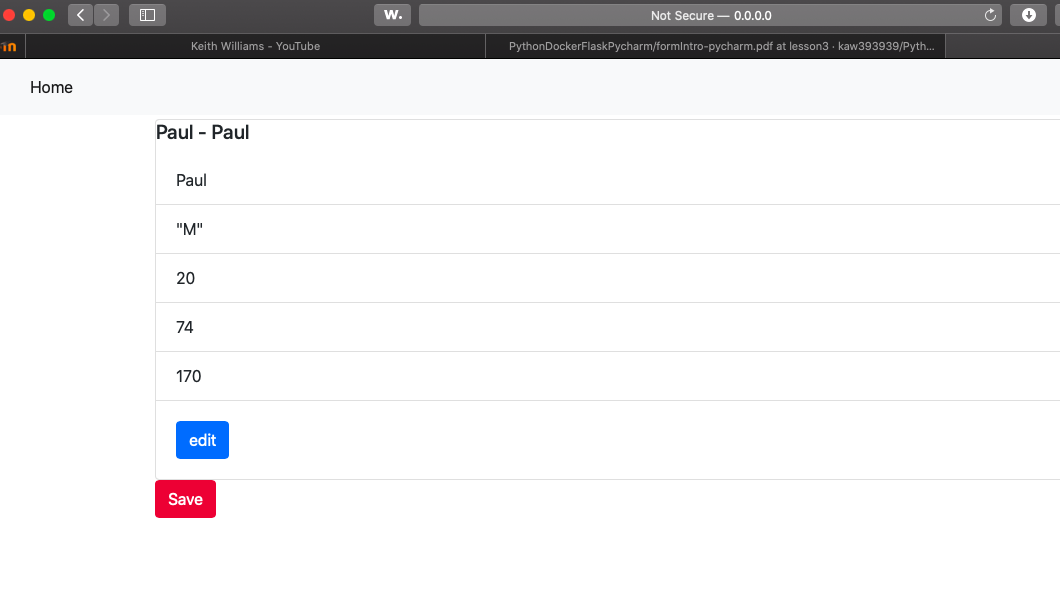 W.
Not Secure — 0.0.0.0
in
Keith Williams - YouTube
PythonDockerFlaskPycharm/formIntro-pycharm.pdf at lesson3 · kaw393939/Pyth...
Home
Paul - Paul
Paul
"M"
20
74
170
edit
Save